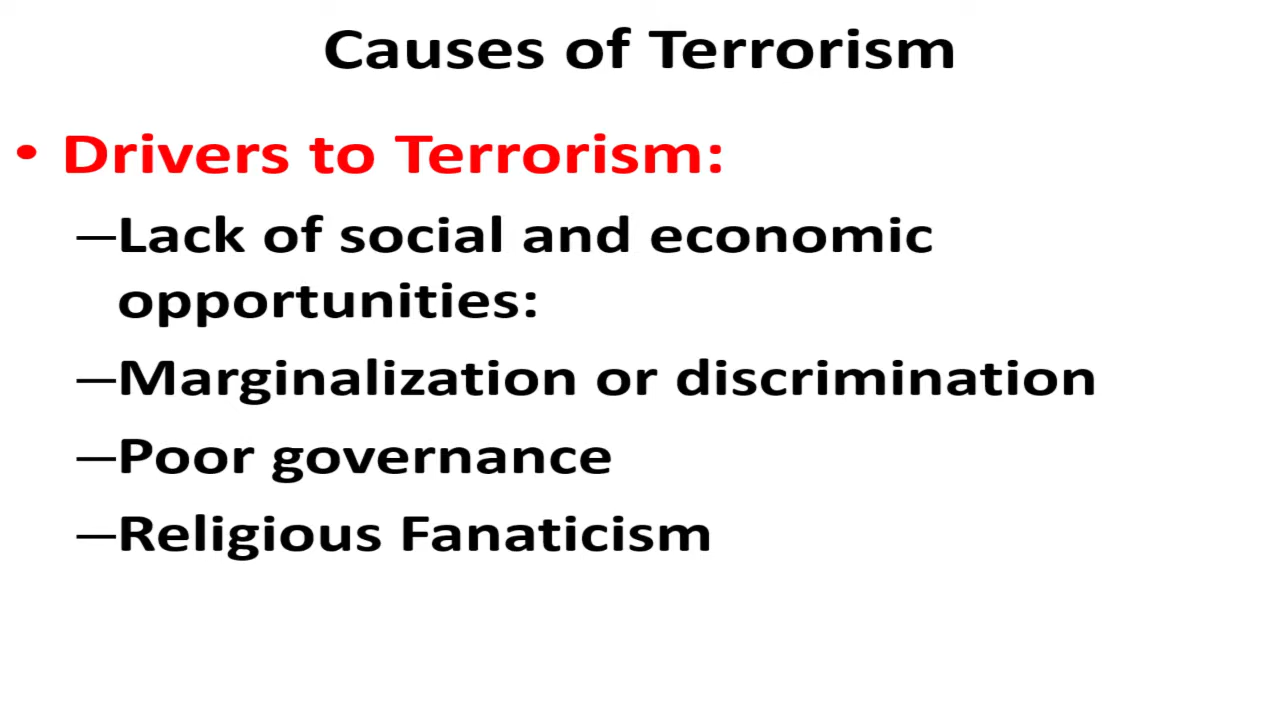 Causes of Terrorism
• Drivers to Terrorism:
—Lack of social and economic
opportunities:
—Marginalization or discrimination
—Poor governance
—Religious Fanaticism